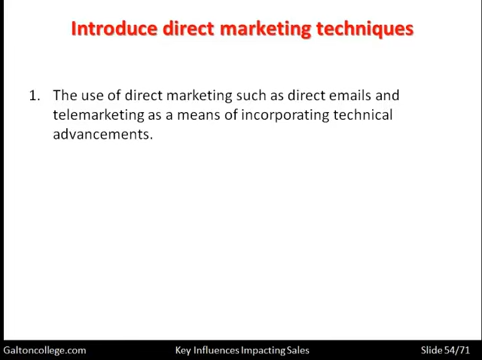 Introduce direct marketing techniques
1. The use of direct marketing such as direct emails and
telemarketing as a means of incorporating technical
advancements.
Galtoncollege.com Key Influences Impacting Sales Slide 54/71